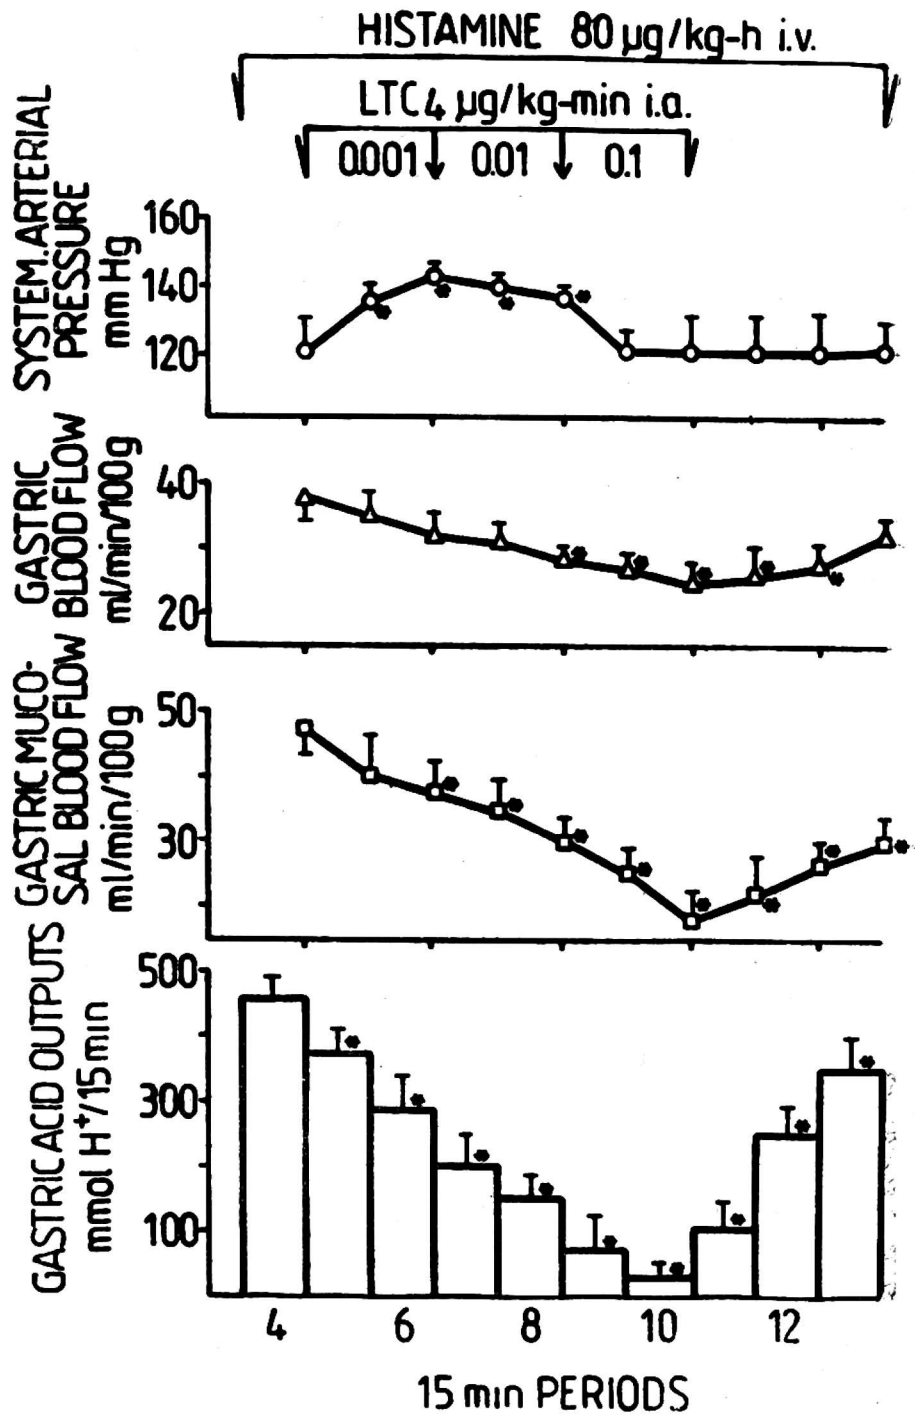 HISTAMINE 80 µg/kg-h i.v.
LTC4 µg/kg-min i.a.
0.001 0.01 0.1
SYSTEM.ARTERIAL
PRESSURE
mm Hg
160
140
120
GASTRIC
BLOOD FLOW
ml/min/100g
40
20
GASTRIC MUCO-
SAL BLOOD FLOW
ml/min/100g
50
30
GASTRIC ACID OUTPUTS
mmol H+/15min
500
300
100
4 6 8 10 12
15 min PERIODS